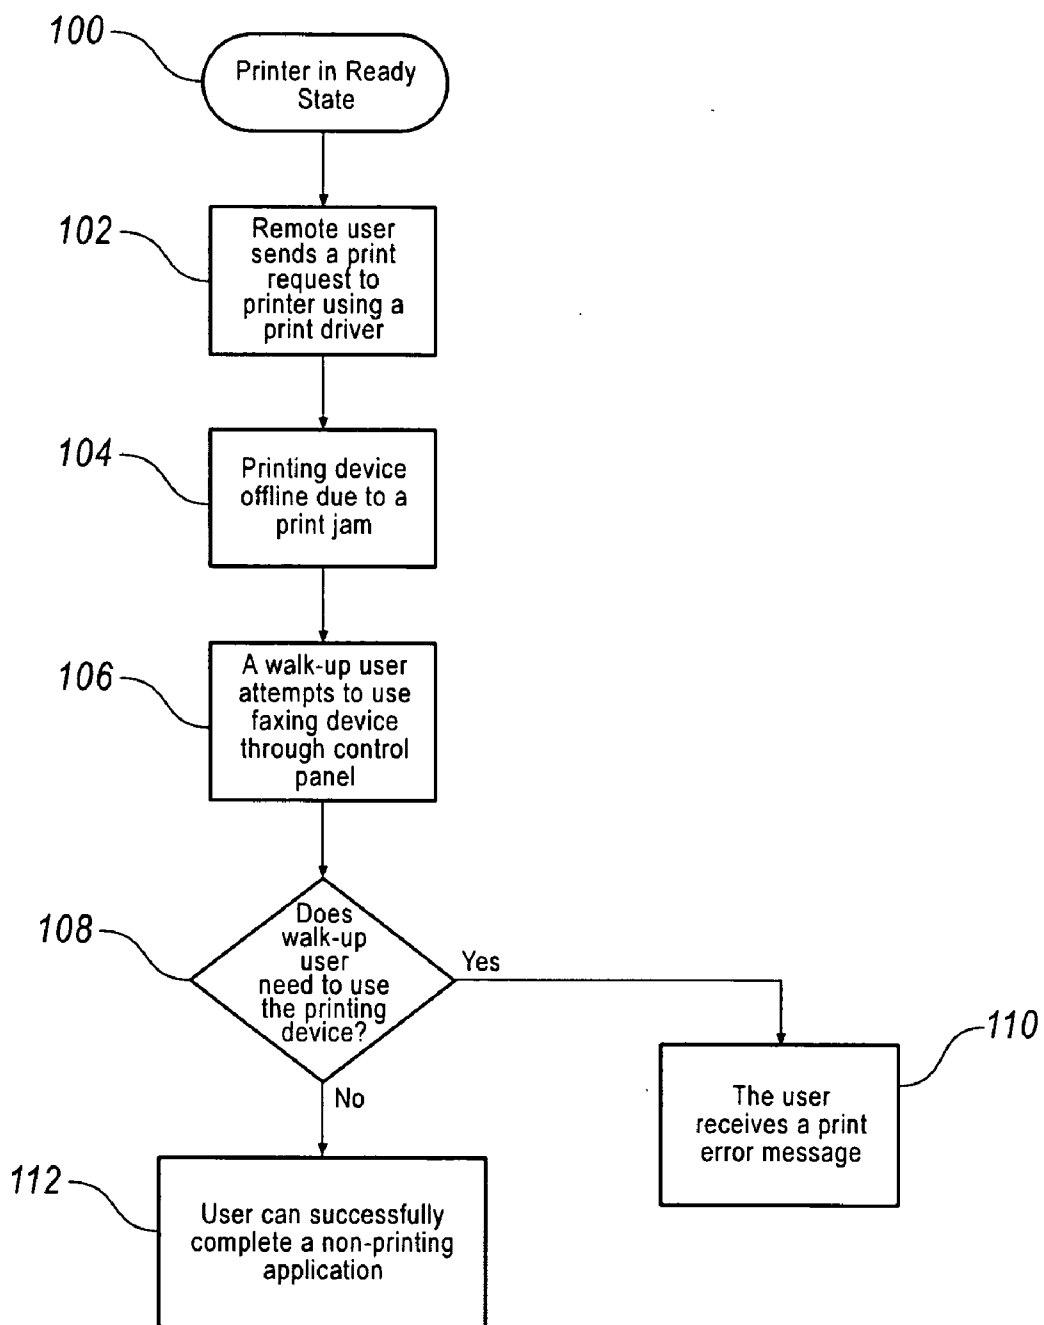 100
Printer in Ready
State
102
Remote user
sends a print
request to
printer using a
print driver
104
Printing device
offline due to a
print jam
106
A walk-up user
attempts to use
faxing device
through control
panel
108
Does
walk-up
user
need to use
the printing
device?
Yes
110
The user
receives a print
error message
No
112
User can successfully
complete a non-printing
application